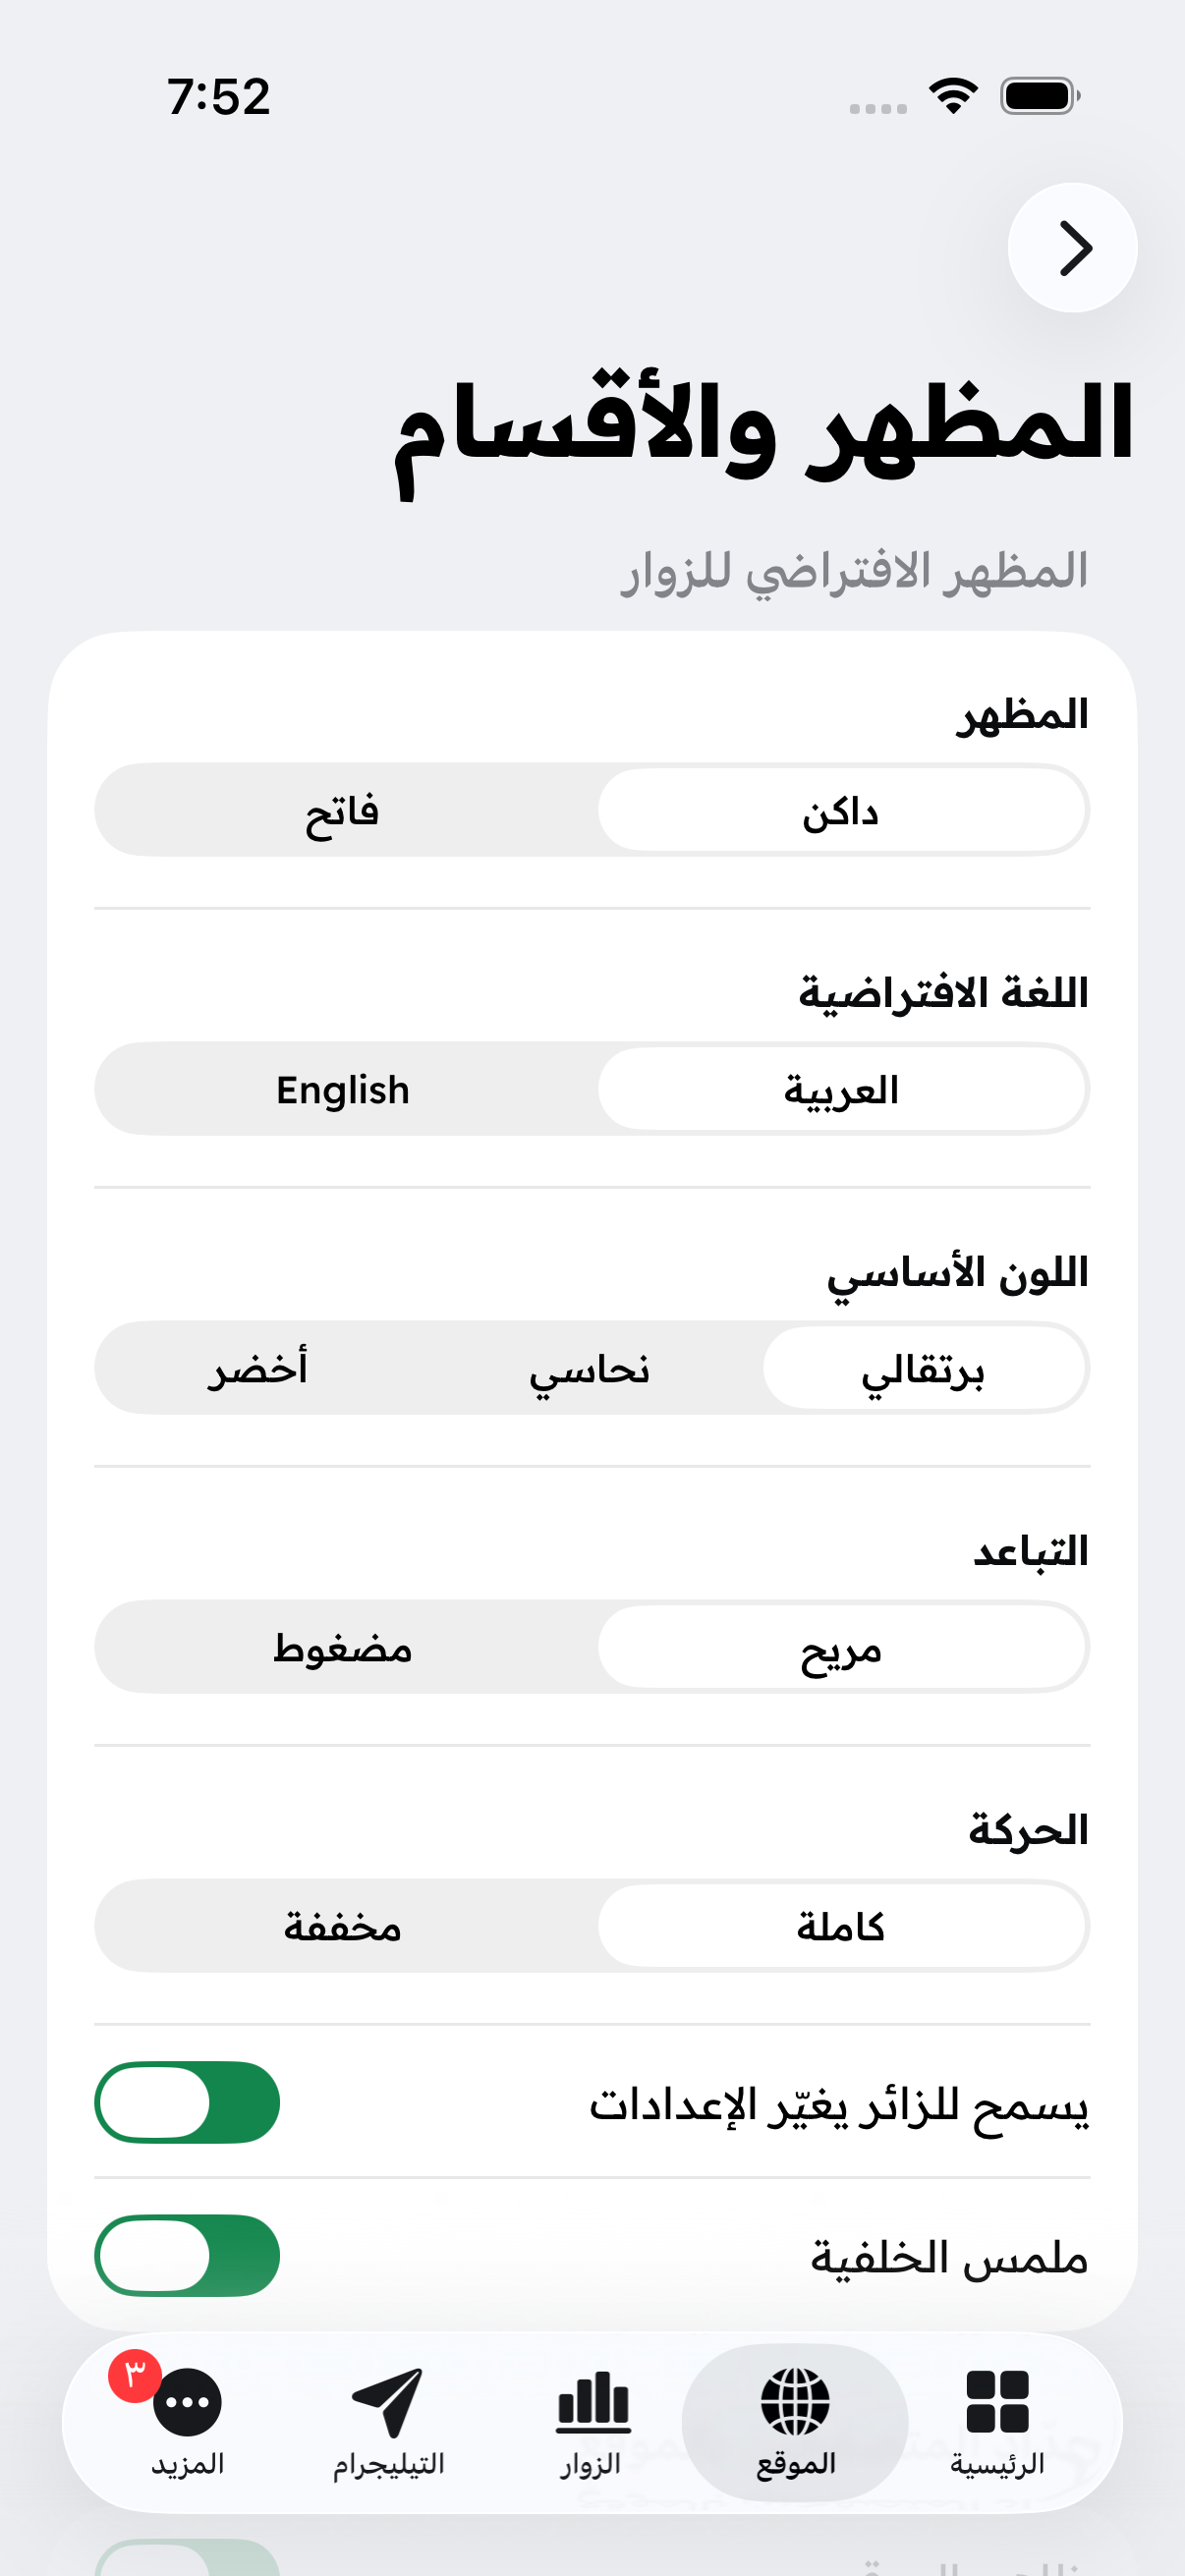 7:52
المظهر والأقسام
المظهر الافتراضي للزوار
المظهر
داكن
فاتح
اللغة الافتراضية
العربية
English
اللون الأساسي
برتقالي
نحاسي
أخضر
التباعد
مريح
مضغوط
الحركة
كاملة
مخففة
يسمح للزائر يغيّر الإعدادات
ملمس الخلفية
الرئيسية
الموقع
الزوار
التيليجرام
المزيد
٣